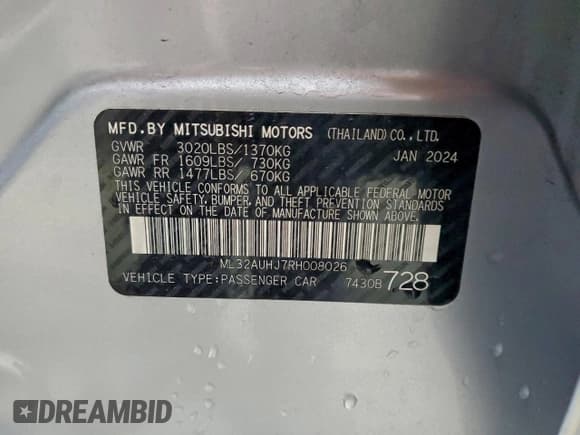 MFD.BY MITSUBISHI MOTORS (THAILAND)CO.,LTD.
GVWR 3020LBS/1370KG JAN 2024
GAWR FR 1609LBS/ 730KG
GAWR RR 1477LBS/ 670KG
THIS VEHICLE CONFORMS TO ALL APPLICABLE FEDERAL MOTOR
VEHICLE SAFETY,BUMPER,AND THEFT PREVENTION STANDARDS
IN EFFECT ON THE DATE OF MANUFACTURE SHOWN ABOVE.
ML32AUHJ7RH008026
VEHICLE TYPE:PASSENGER CAR 7430B 728
DREAMBID